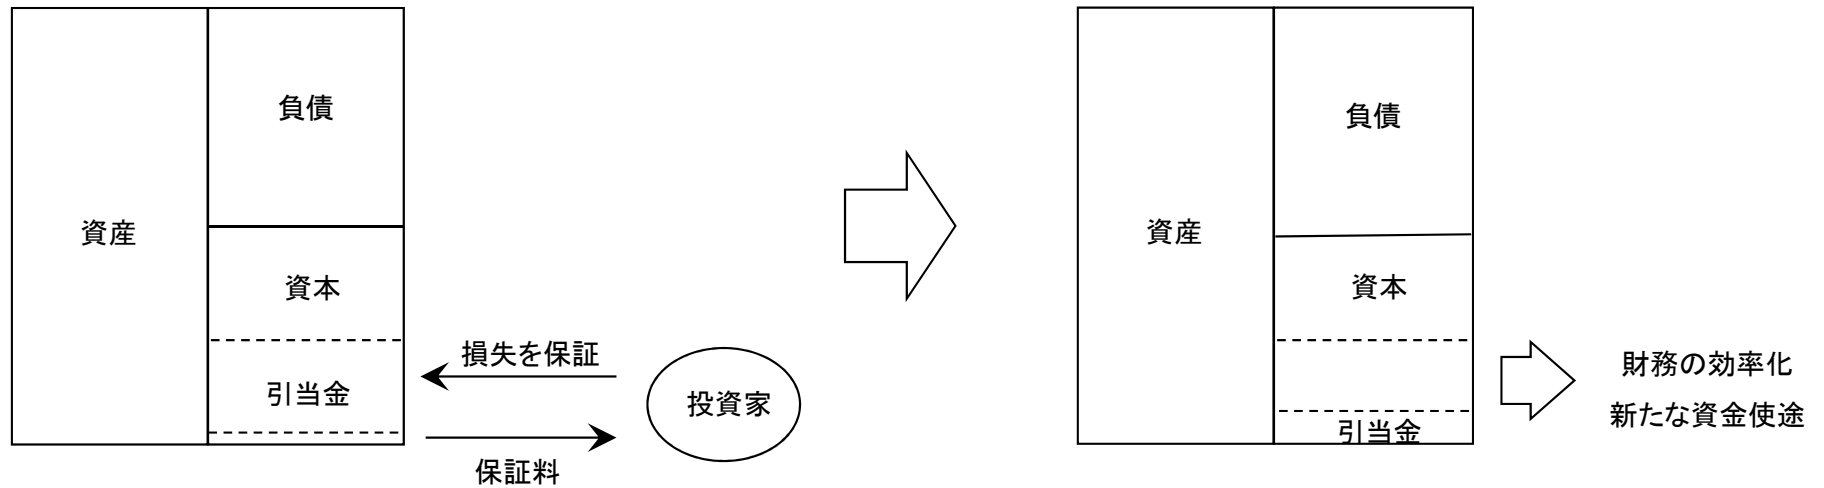 負債
資産
資本
引当金
損失を保証
投資家
保証料
負債
資産
資本
引当金
財務の効率化
新たな資金使途